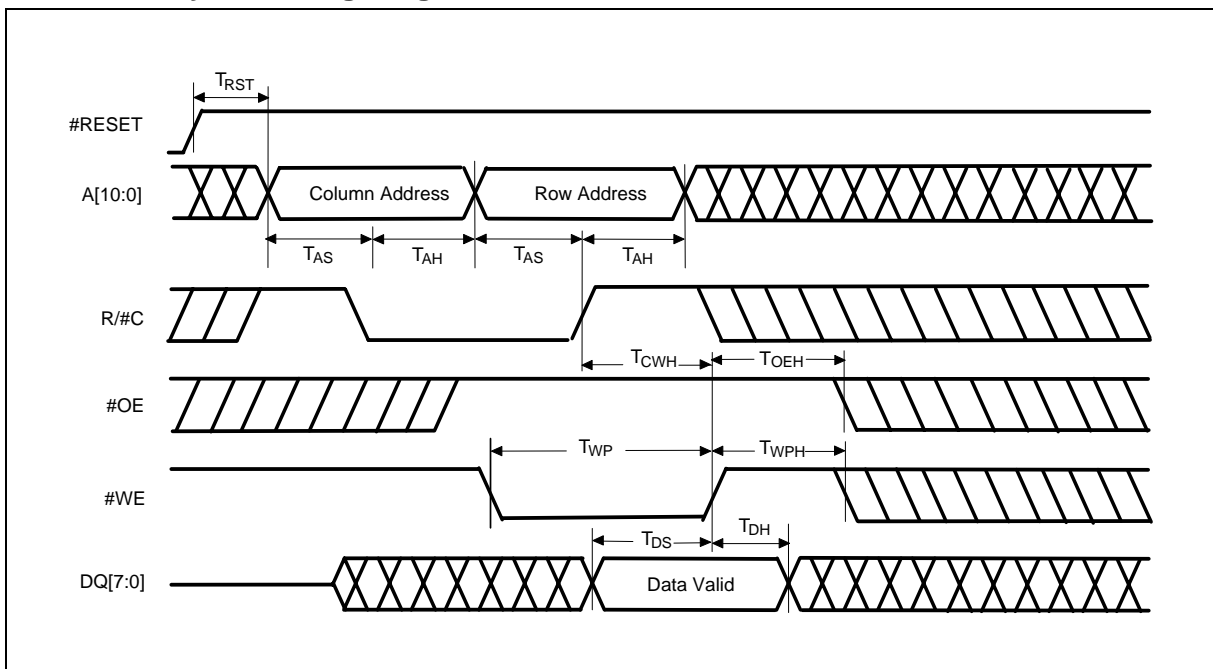 TRST
#RESET
A[10:0]
Column Address
Row Address
TAS
TAH
TAS
TAH
R/#C
TCWH
TOEH
#OE
TWP
TWPH
#WE
TDS
TDH
DQ[7:0]
Data Valid